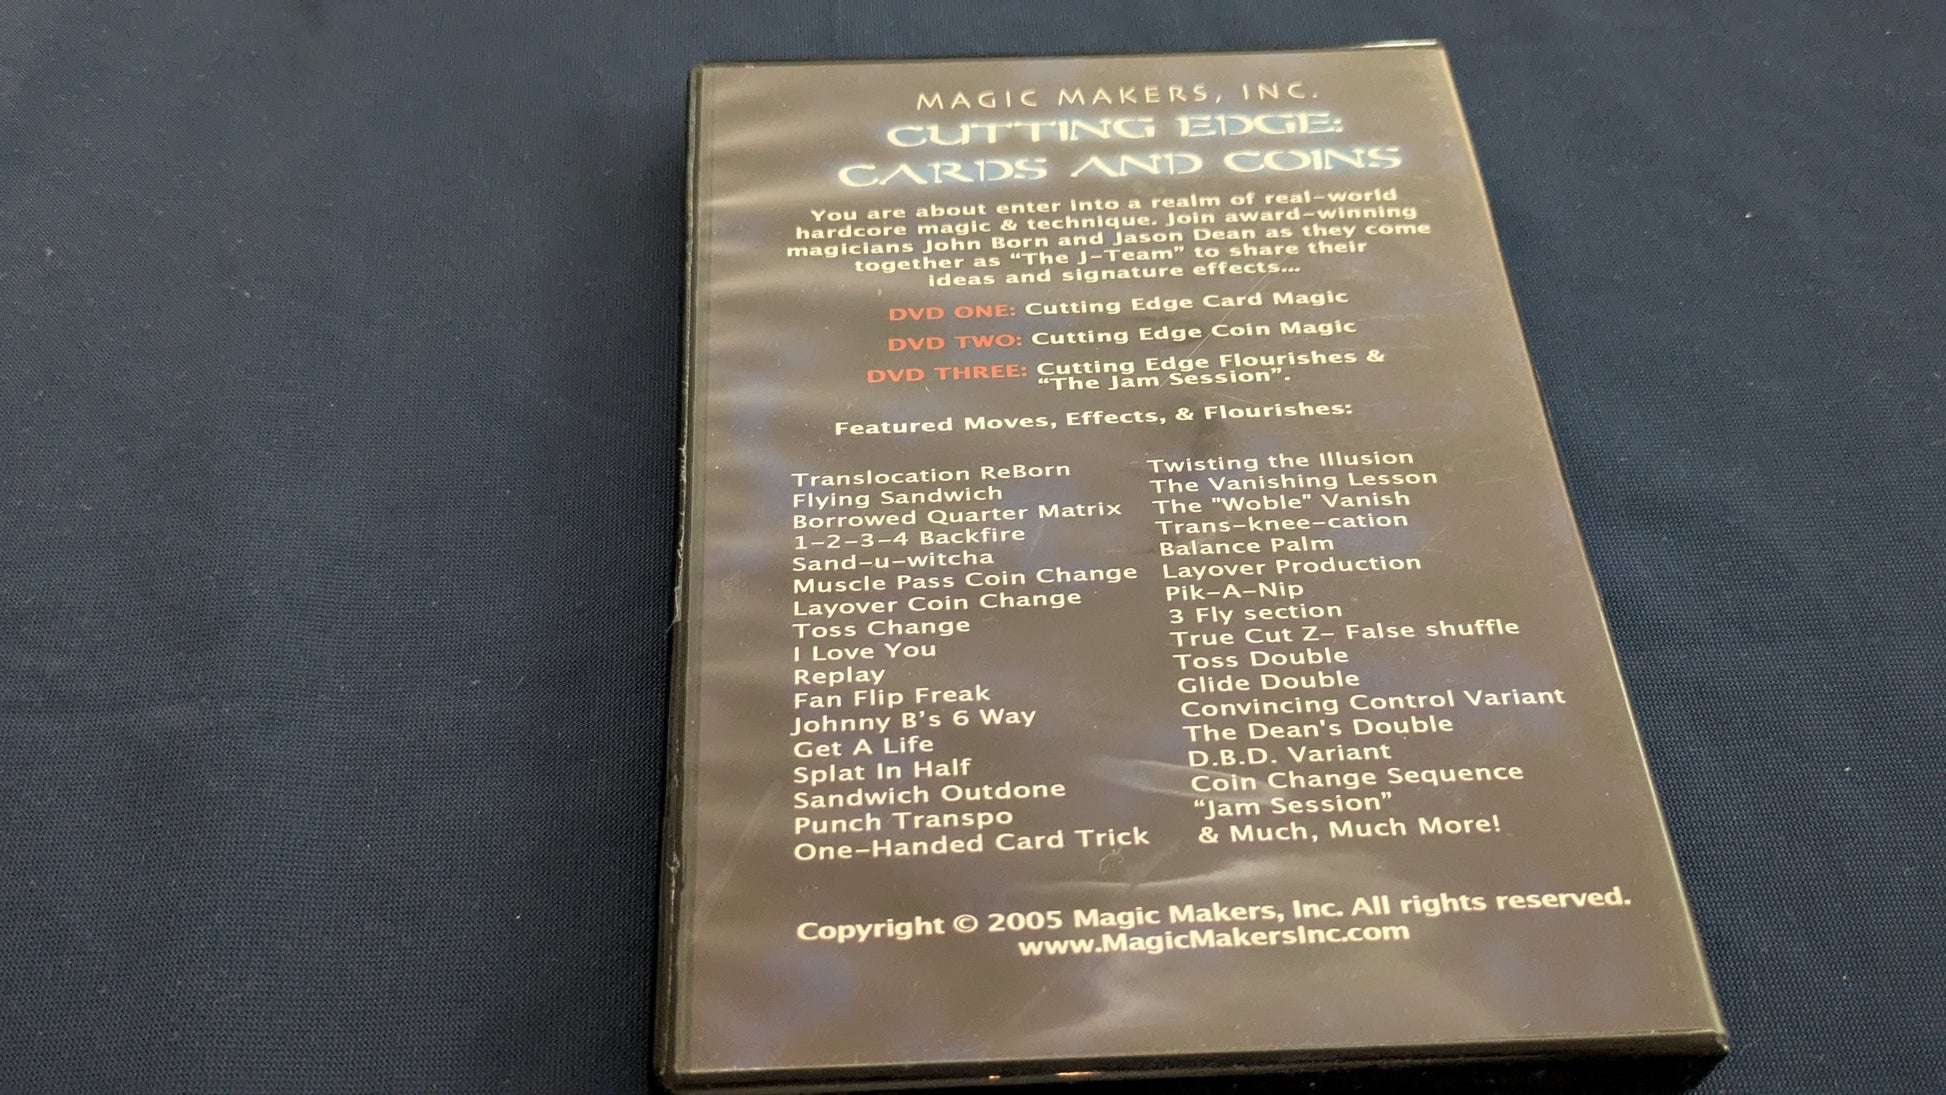 MAGIC MAKERS, INC.
CUTTING EDGE:
CARDS AND COINS
You are about enter into a realm of real-world
hardcore magic & technique. Join award-winning
magicians John Born and Jason Dean as they come
together as “The J-Team” to share their
ideas and signature effects...
DVD ONE: Cutting Edge Card Magic
DVD TWO: Cutting Edge Coin Magic
DVD THREE: Cutting Edge Flourishes &
“The Jam Session”.
Featured Moves, Effects, & Flourishes:
Translocation ReBorn
Flying Sandwich
Borrowed Quarter Matrix
1-2-3-4 Backfire
Sand-u-witcha
Muscle Pass Coin Change
Layover Coin Change
Toss Change
I Love You
Replay
Fan Flip Freak
Johnny B's 6 Way
Get A Life
Splat In Half
Sandwich Outdone
Punch Transpo
One-Handed Card Trick
Twisting the Illusion
The Vanishing Lesson
The "Woble" Vanish
Trans-knee-cation
Balance Palm
Layover Production
Pik-A-Nip
3 Fly section
True Cut Z- False shuffle
Toss Double
Glide Double
Convincing Control Variant
The Dean's Double
D.B.D. Variant
Coin Change Sequence
“Jam Session”
& Much, Much More!
Copyright © 2005 Magic Makers, Inc. All rights reserved.
www.MagicMakersInc.com